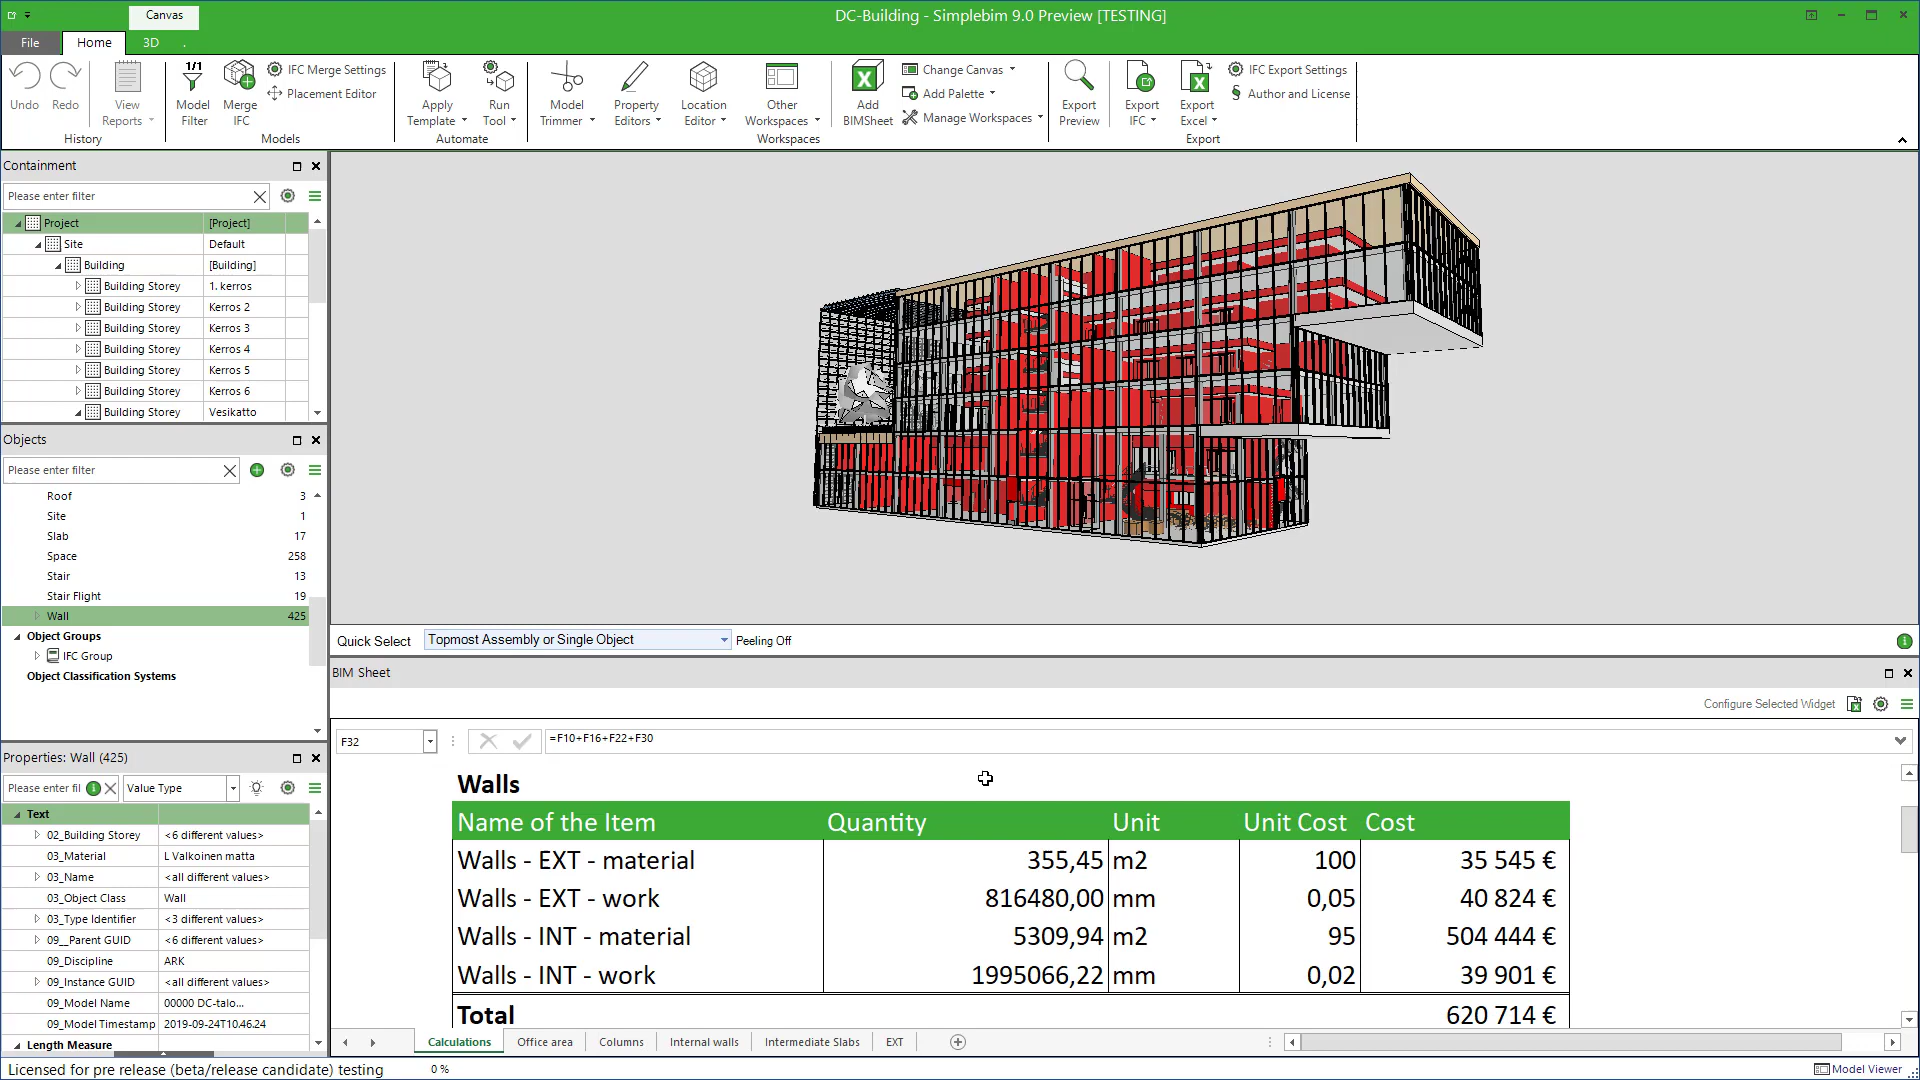 Canvas
DC-Building - Simplebim 9.0 Preview [TESTING]
File
Home
3D
.
Undo
Redo
View Reports
History
1/1
Model Filter
Merge IFC
IFC Merge Settings
Placement Editor
Models
Apply Template
Run Tool
Automate
Model Trimmer
Property Editors
Location Editor
Other Workspaces
Add BIMSheet
Change Canvas
Add Palette
Manage Workspaces
Workspaces
Export Preview
Export IFC
Export Excel
IFC Export Settings
Author and License
Export
Containment
Please enter filter
Project [Project]
Site Default
Building [Building]
Building Storey 1. kerros
Building Storey Kerros 2
Building Storey Kerros 3
Building Storey Kerros 4
Building Storey Kerros 5
Building Storey Kerros 6
Building Storey Vesikatto
Objects
Please enter filter
Roof 3
Site 1
Slab 17
Space 258
Stair 13
Stair Flight 19
Wall 425
Object Groups
IFC Group
Object Classification Systems
Properties: Wall (425)
Please enter fil
Value Type
Text
02_Building Storey <6 different values>
03_Material L Valkoinen matta
03_Name <all different values>
03_Object Class Wall
03_Type Identifier <3 different values>
09__Parent GUID <6 different values>
09_Discipline ARK
09_Instance GUID <all different values>
09_Model Name 00000 DC-talo...
09_Model Timestamp 2019-09-24T10.46.24
Length Measure
Quick Select Topmost Assembly or Single Object Peeling Off
BIM Sheet
Configure Selected Widget
F32 =F10+F16+F22+F30
Walls
Name of the Item Quantity Unit Unit Cost Cost
Walls - EXT - material 355,45 m2 100 35 545 €
Walls - EXT - work 816480,00 mm 0,05 40 824 €
Walls - INT - material 5309,94 m2 95 504 444 €
Walls - INT - work 1995066,22 mm 0,02 39 901 €
Total 620 714 €
Calculations Office area Columns Internal walls Intermediate Slabs EXT
Licensed for pre release (beta/release candidate) testing 0 % Model Viewer